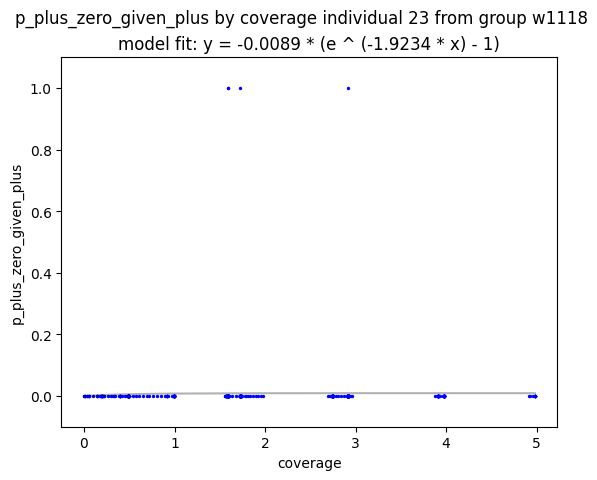 p_plus_zero_given_plus by coverage individual 23 from group w1118
model fit: y = -0.0089 * (e ^ (-1.9234 * x) - 1)
p_plus_zero_given_plus
1.0
0.8
0.6
0.4
0.2
0.0
0 1 2 3 4 5
coverage